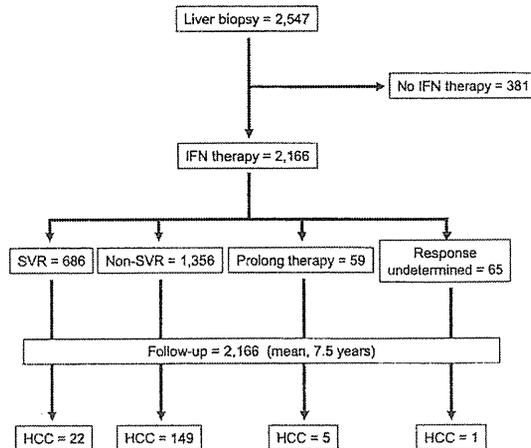 Liver biopsy = 2,547
No IFN therapy = 381
IFN therapy = 2,166
SVR = 686
Non-SVR = 1,356
Prolong therapy = 59
Response
undetermined = 65
Follow-up = 2,166 (mean, 7.5 years)
HCC = 22
HCC = 149
HCC = 5
HCC = 1